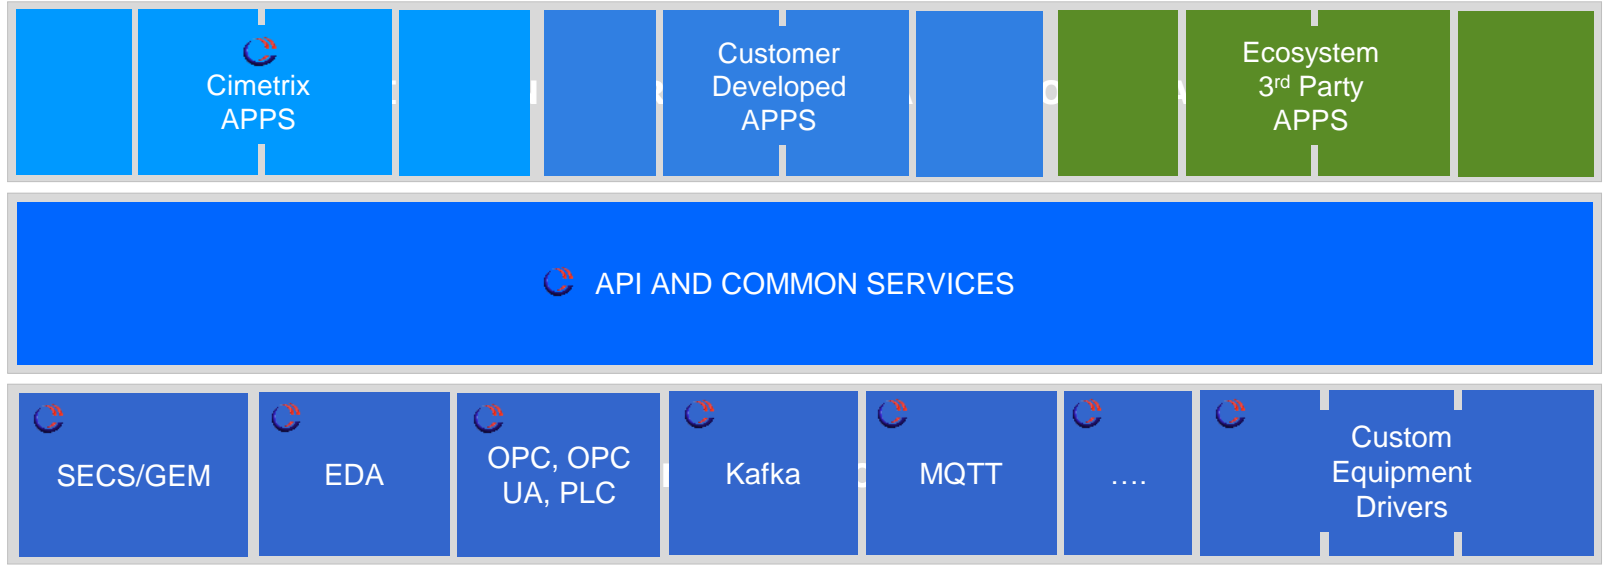 Cimetrix
APPS
Customer
Developed
APPS
Ecosystem
3rd Party
APPS
API AND COMMON SERVICES
SECS/GEM
EDA
OPC, OPC
UA, PLC
Kafka
MQTT
....
Custom
Equipment
Drivers